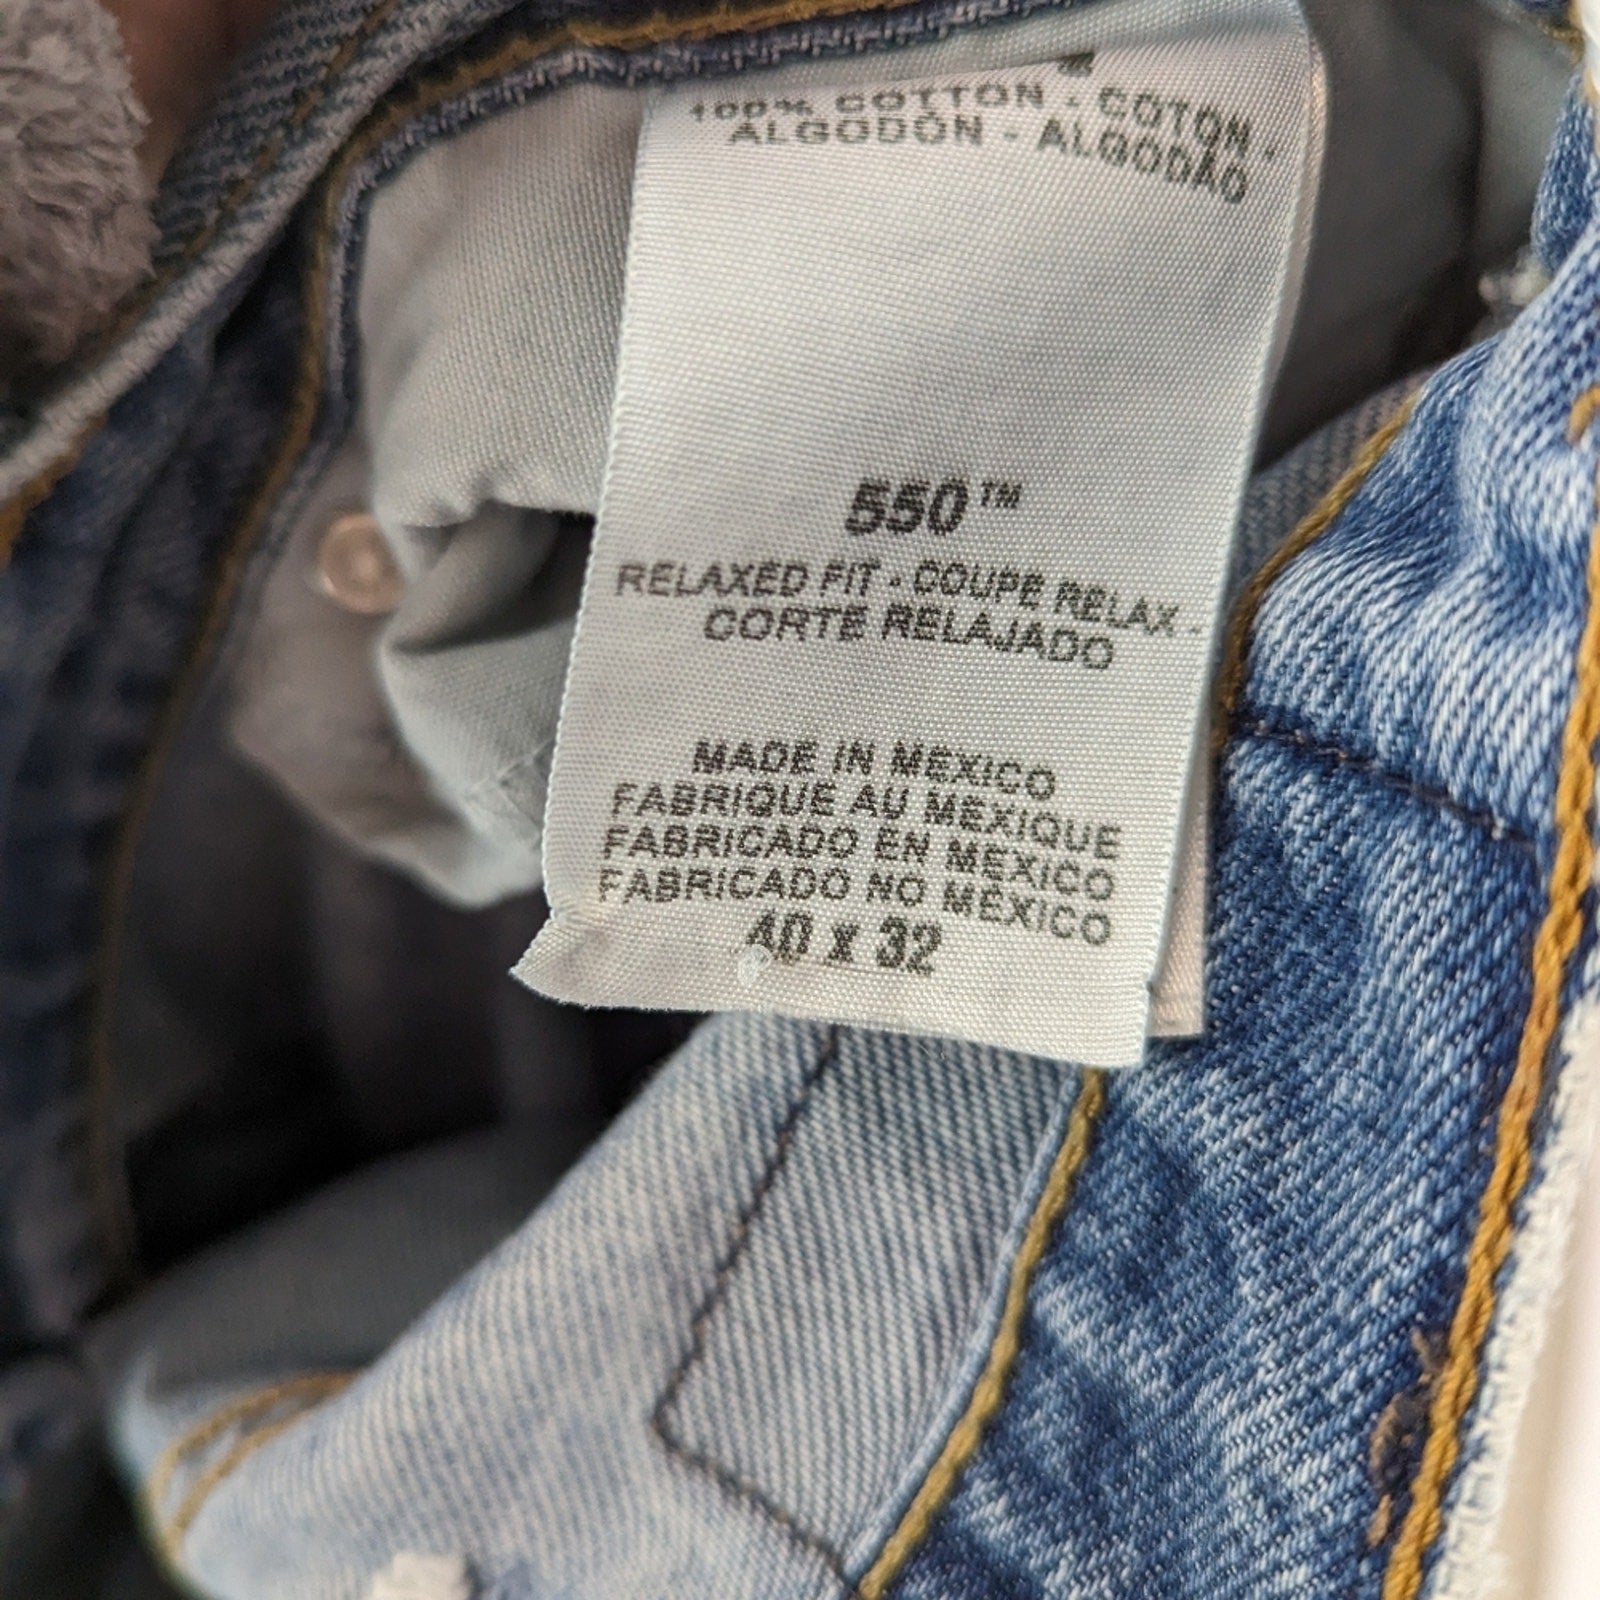 100% COTTON - COTON -
ALGODÓN - ALGODÃO
550™
RELAXED FIT - COUPE RELAX -
CORTE RELAJADO
MADE IN MEXICO
FABRIQUE AU MEXIQUE
FABRICADO EN MEXICO
FABRICADO NO MEXICO
40 x 32